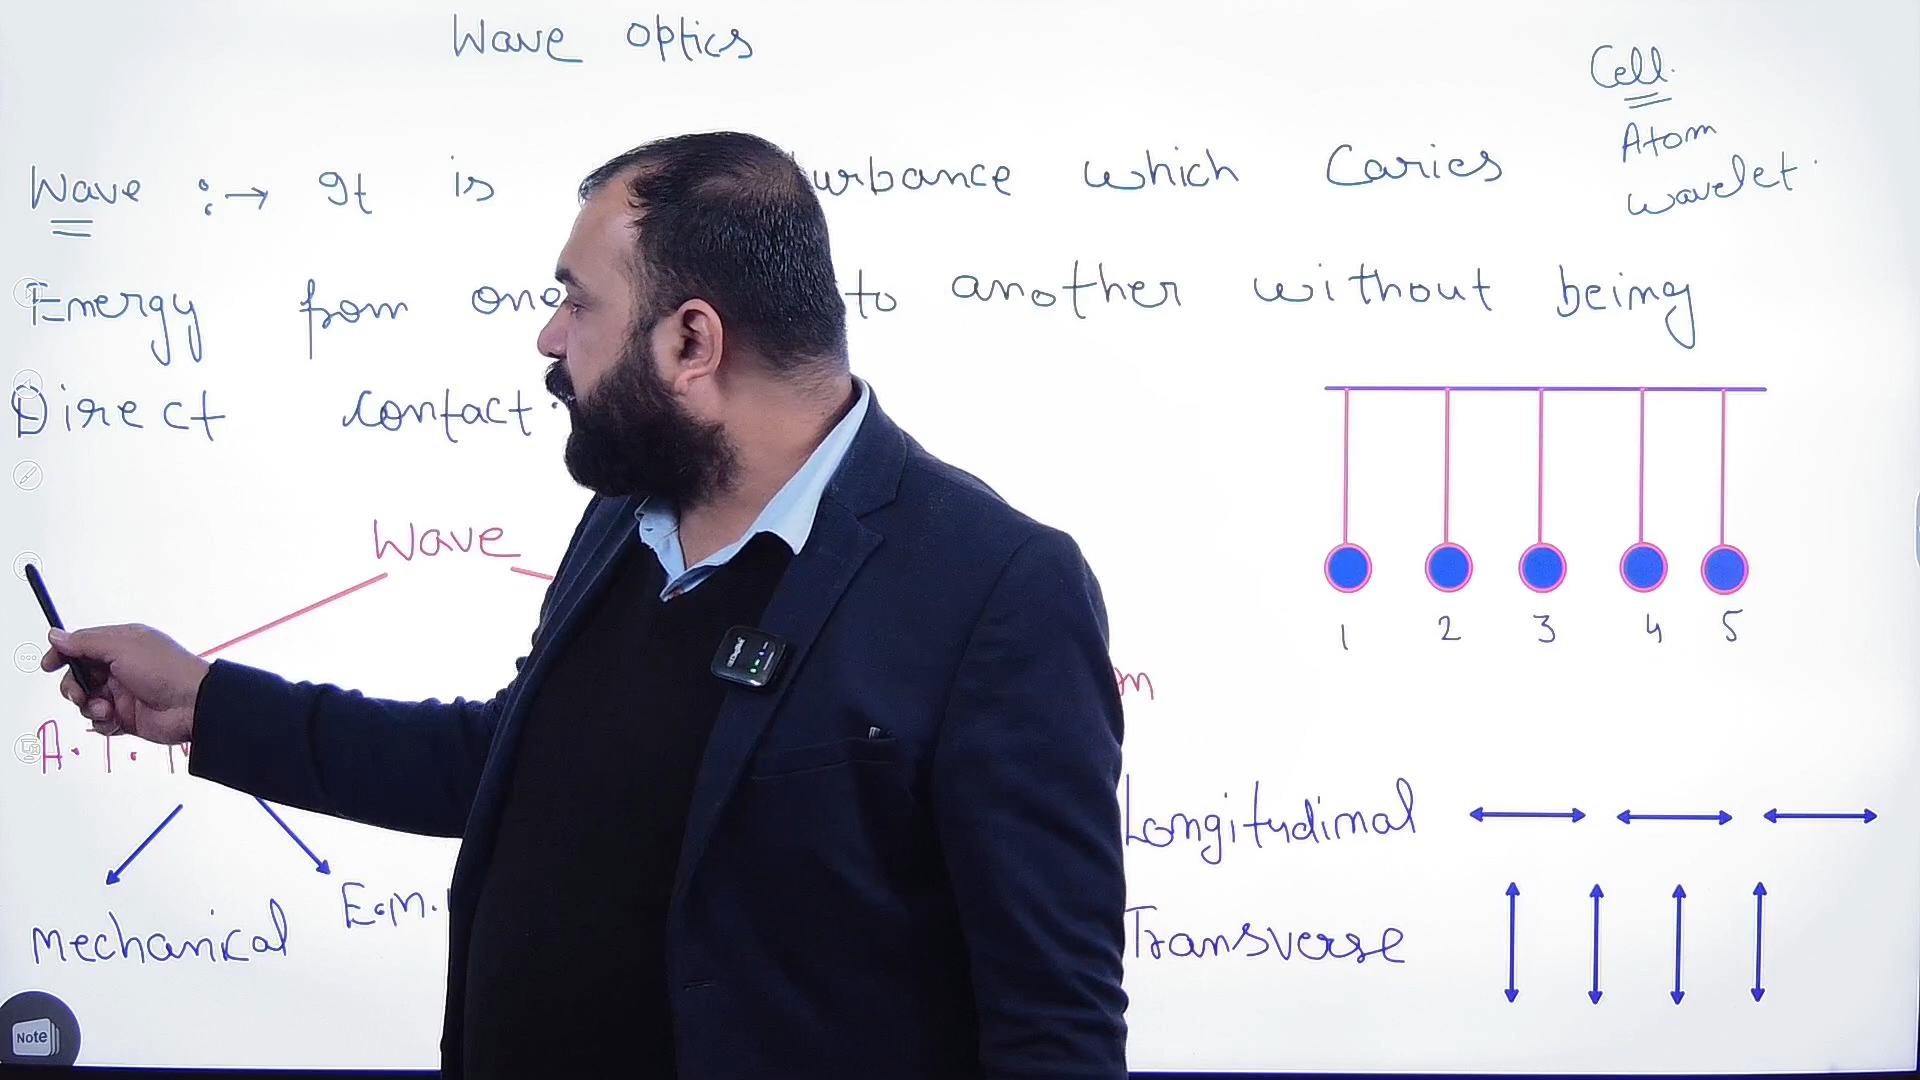 Wave optics
Cell.
Atom
wavelet.
Wave :→ It is urbance which Caries
Energy from one to another without being
Direct contact.
Wave
1 2 3 4 5
A. T.
Longitudinal
Mechanical E.M.
Transverse
Note